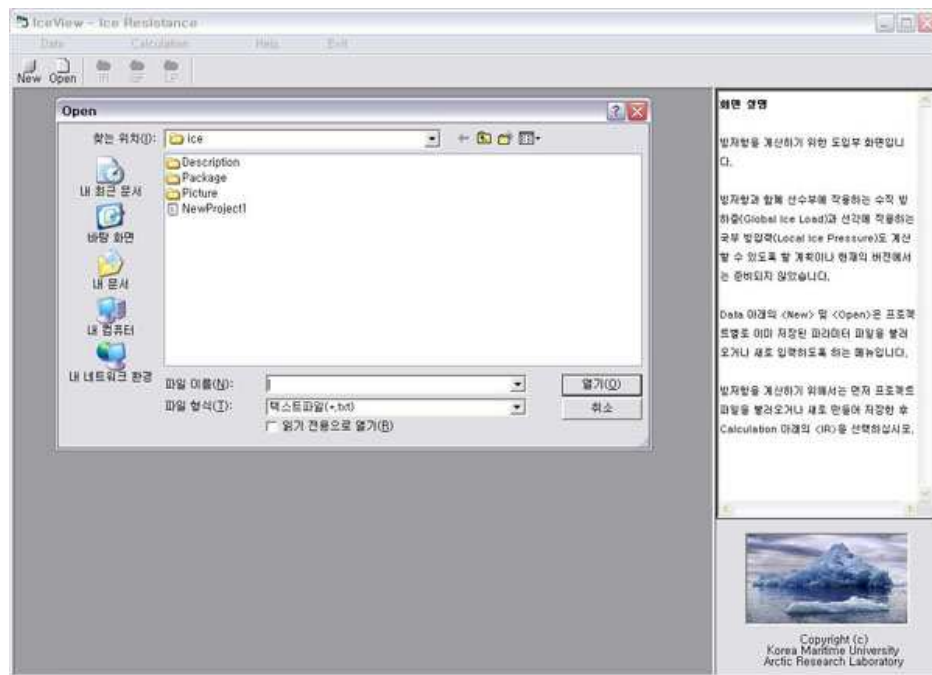 IceView - Ice Resistance
Data Calculation Help Exit
New Open IR GF LP
Open
찾는 위치(I): ice
내 최근 문서
바탕 화면
내 문서
내 컴퓨터
내 네트워크 환경
Description
Package
Picture
NewProject1
파일 이름(N):
열기(O)
파일 형식(T): 텍스트파일(*.txt)
취소
읽기 전용으로 열기(R)
화면 설명
빙저항을 계산하기 위한 도입부 화면입니
다.
빙저항과 함께 선수부에 작용하는 수직 빙
하중(Global Ice Load)과 선각에 작용하는
국부 빙압력(Local Ice Pressure)도 계산
할 수 있도록 할 계획이나 현재의 버전에서
는 준비되지 않았습니다.
Data 아래의 <New> 및 <Open>은 프로젝
트별로 이미 저장된 파라미터 파일을 불러
오거나 새로 입력하도록 하는 메뉴입니다.
빙저항을 계산하기 위해서는 먼저 프로젝트
파일을 불러오거나 새로 만들어 저장한 후
Calculation 아래의 <IR>을 선택하십시오.
Copyright (c)
Korea Maritime University
Arctic Research Laboratory